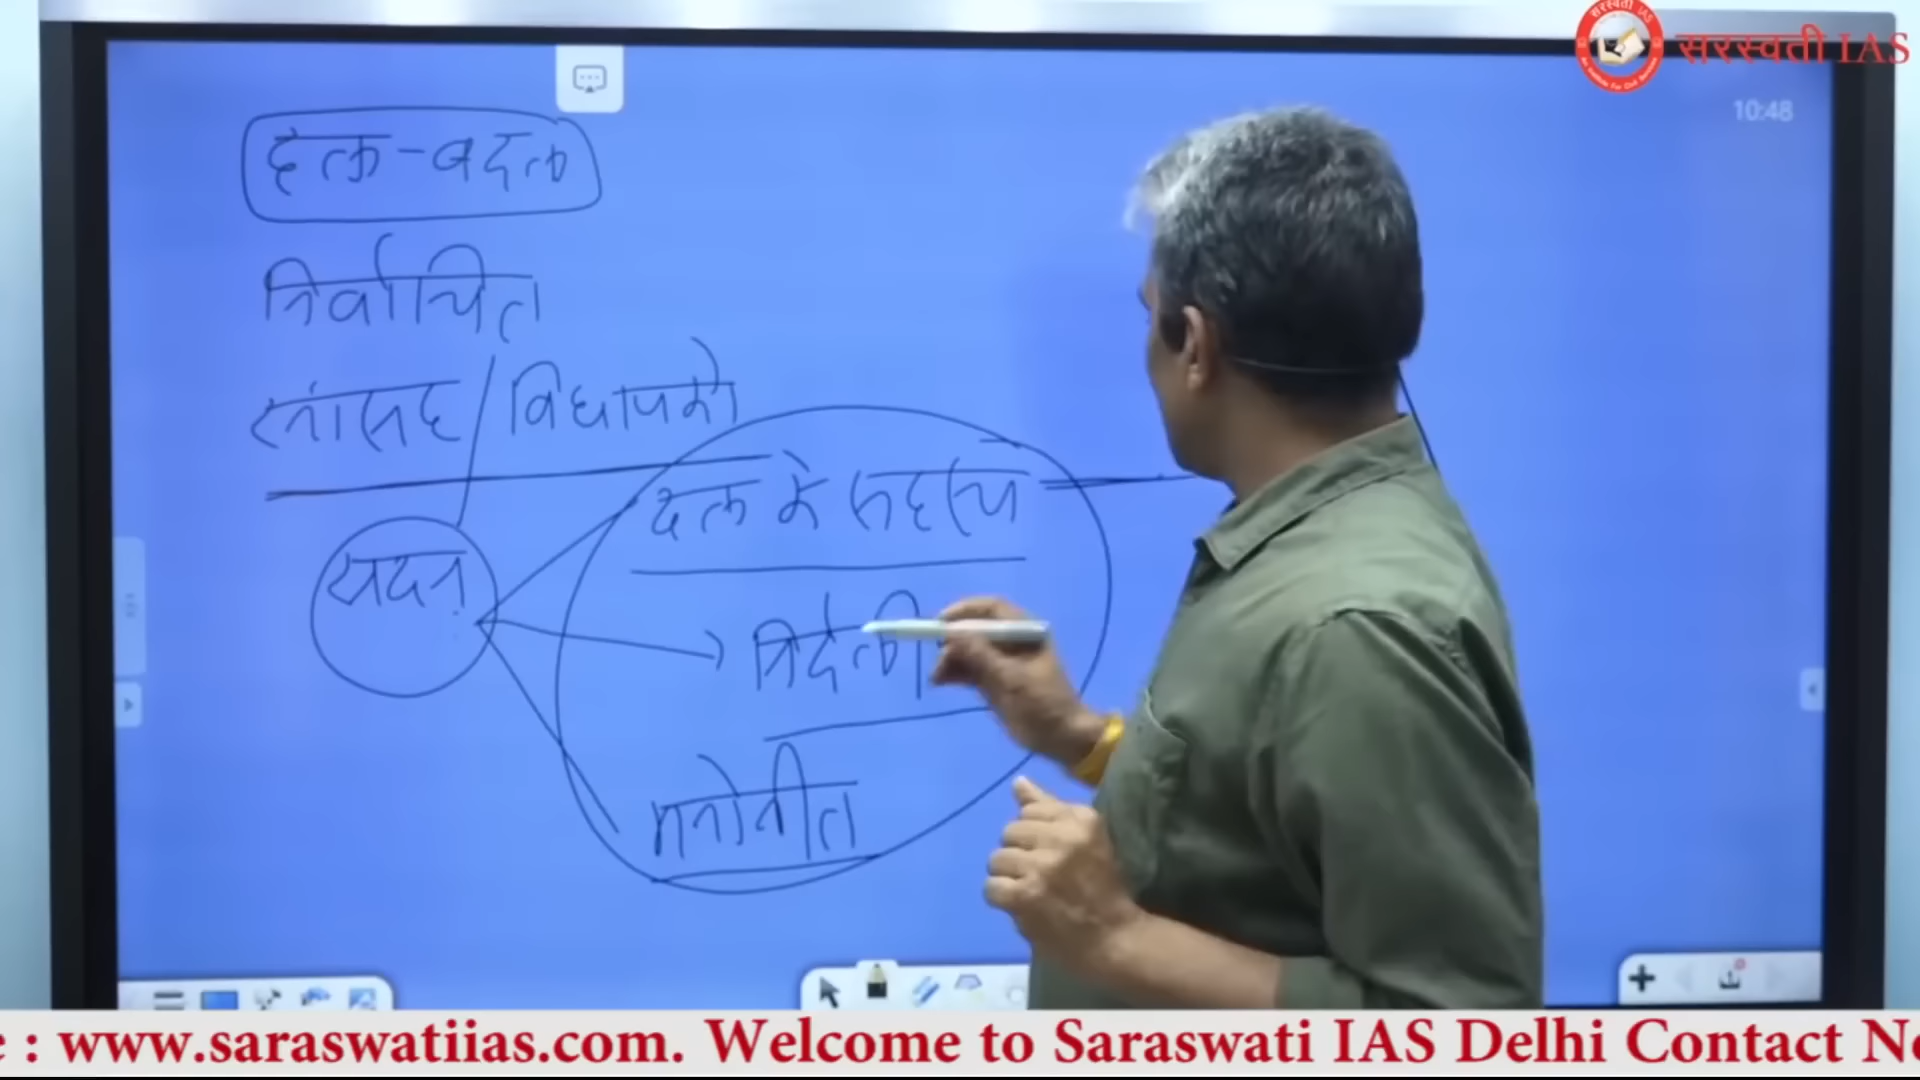 सरस्वती IAS
10:48
दल-बदल
निर्वाचित
सांसद/विधायको
दल के सदस्य
सदन
निर्दली
मनोनीत
: www.saraswatiias.com. Welcome to Saraswati IAS Delhi Contact